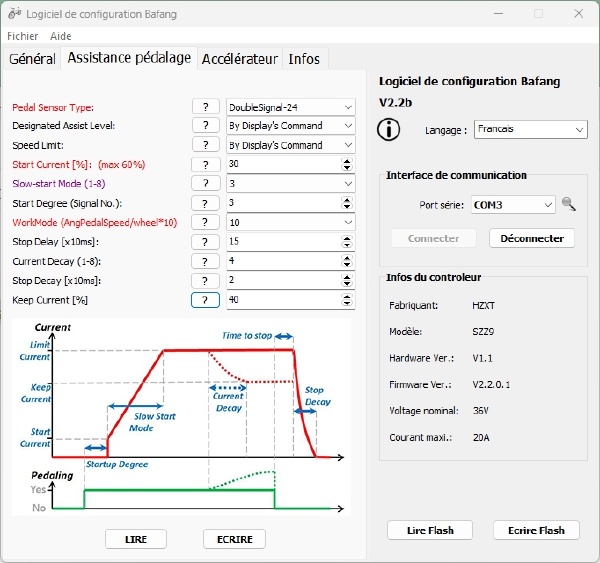 Logiciel de configuration Bafang
Fichier Aide
Général Assistance pédalage Accélérateur Infos
Pedal Sensor Type: ? DoubleSignal-24
Designated Assist Level: ? By Display's Command
Speed Limit: ? By Display's Command
Start Current [%]: (max 60%) ? 30
Slow-start Mode (1-8) ? 3
Start Degree (Signal No.): ? 3
WorkMode (AngPedalSpeed/wheel*10) ? 10
Stop Delay [x10ms]: ? 15
Current Decay (1-8): ? 4
Stop Decay [x10ms]: ? 2
Keep Current [%] ? 40
Current
Limit
Current
Keep
Current
Start
Current
Time to stop
Slow Start
Mode
Current
Decay
Stop
Decay
Startup Degree
Pedaling
Yes
No
LIRE ECRIRE
Logiciel de configuration Bafang
V2.2b
Langage : Francais
Interface de communication
Port série: COM3
Connecter Déconnecter
Infos du controleur
Fabriquant: HZXT
Modèle: SZZ9
Hardware Ver.: V1.1
Firmware Ver.: V2.2.0.1
Voltage nominal: 36V
Courant maxi.: 20A
Lire Flash Ecrire Flash